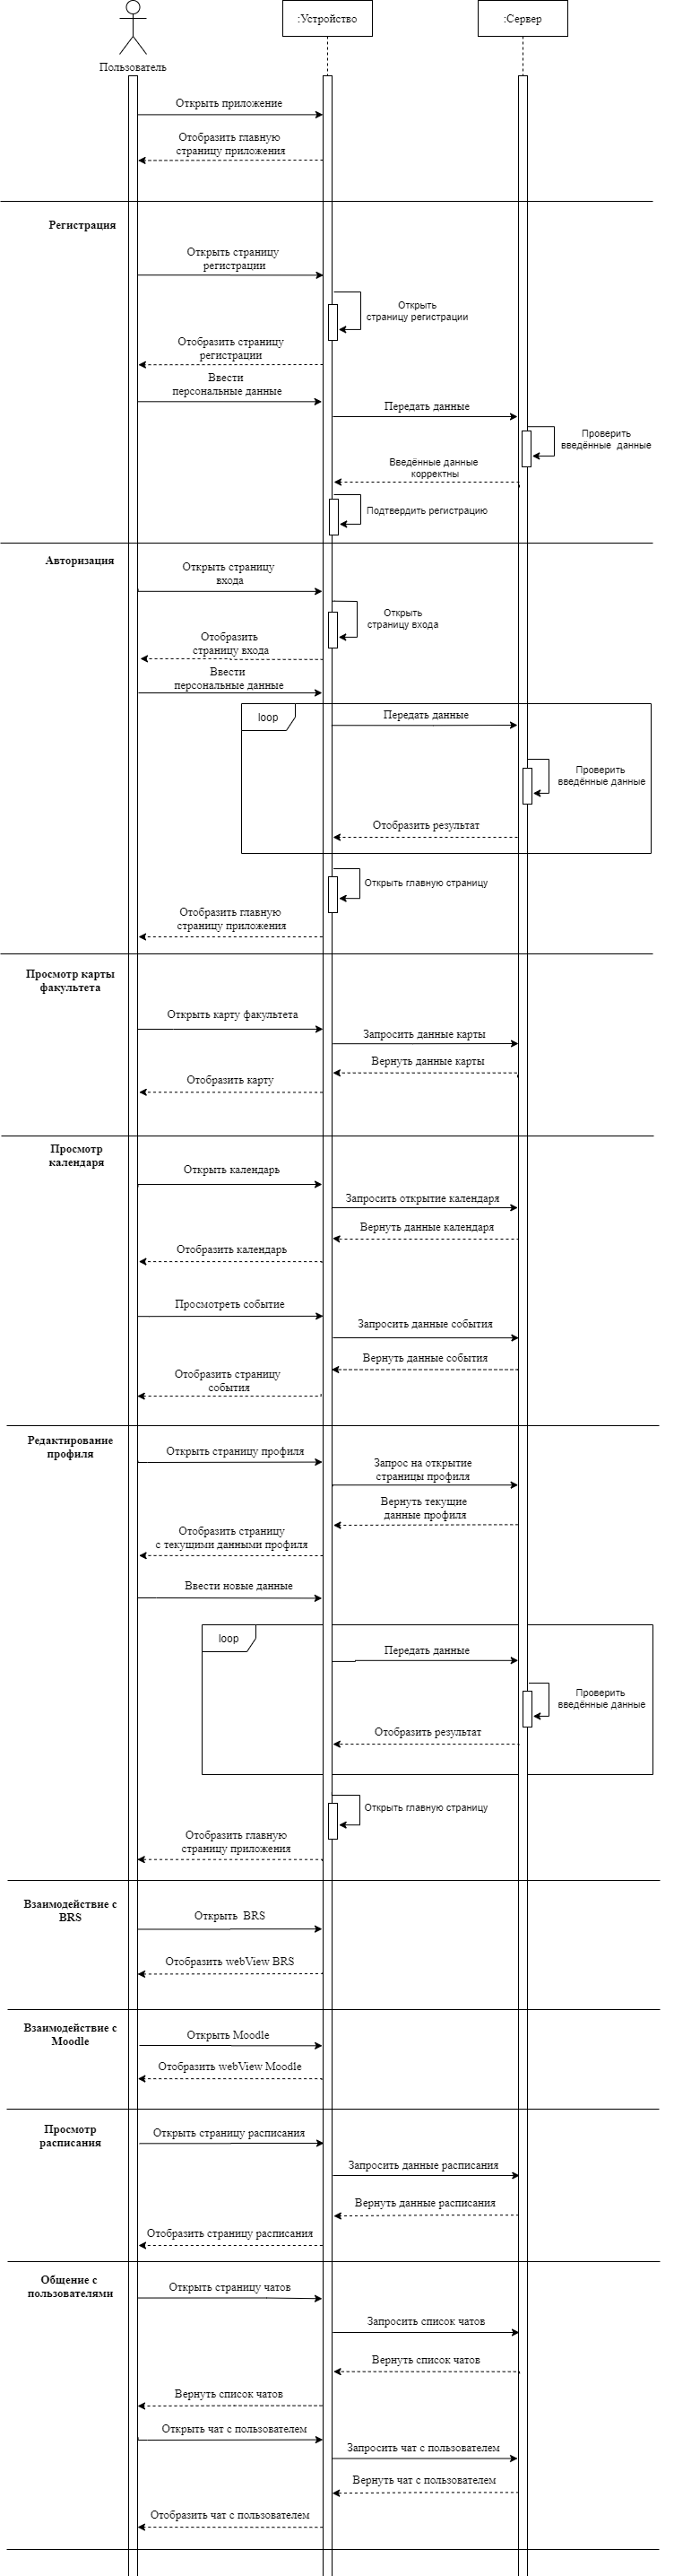 :Устройство
:Сервер
Пользователь
Открыть приложение
Отобразить главную
страницу приложения
Регистрация
Открыть страницу
регистрации
Открыть
страницу регистрации
Отобразить страницу
регистрации
Ввести
персональные данные
Передать данные
Проверить
введённые данные
Введённые данные
корректны
Подтвердить регистрацию
Авторизация
Открыть страницу
входа
Открыть
страницу входа
Отобразить
страницу входа
Ввести
персональные данные
loop
Передать данные
Проверить
введённые данные
Отобразить результат
Открыть главную страницу
Отобразить главную
страницу приложения
Просмотр карты
факультета
Открыть карту факультета
Запросить данные карты
Вернуть данные карты
Отобразить карту
Просмотр
календаря
Открыть календарь
Запросить открытие календаря
Вернуть данные календаря
Отобразить календарь
Просмотреть событие
Запросить данные события
Вернуть данные события
Отобразить страницу
события
Редактирование
профиля
Открыть страницу профиля
Запрос на открытие
страницы профиля
Вернуть текущие
данные профиля
Отобразить страницу
с текущими данными профиля
Ввести новые данные
loop
Передать данные
Проверить
введённые данные
Отобразить результат
Открыть главную страницу
Отобразить главную
страницу приложения
Взаимодействие с
BRS
Открыть BRS
Отобразить webView BRS
Взаимодействие с
Moodle
Открыть Moodle
Отобразить webView Moodle
Просмотр
расписания
Открыть страницу расписания
Запросить данные расписания
Вернуть данные расписания
Отобразить страницу расписания
Общение с
пользователями
Открыть страницу чатов
Запросить список чатов
Вернуть список чатов
Вернуть список чатов
Открыть чат с пользователем
Запросить чат с пользователем
Вернуть чат с пользователем
Отобразить чат с пользователем